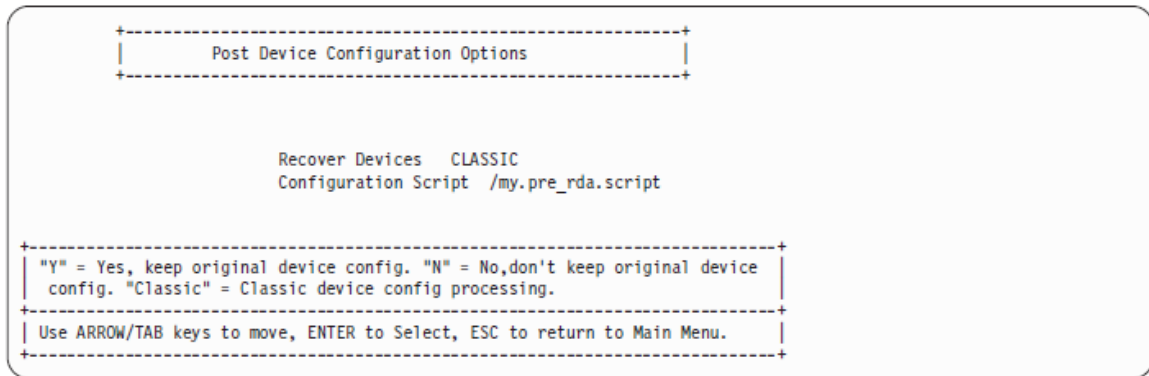 Post Device Configuration Options
Recover Devices CLASSIC
Configuration Script /my.pre_rda.script
"Y" = Yes, keep original device config. "N" = No,don't keep original device
config. "Classic" = Classic device config processing.
Use ARROW/TAB keys to move, ENTER to Select, ESC to return to Main Menu.